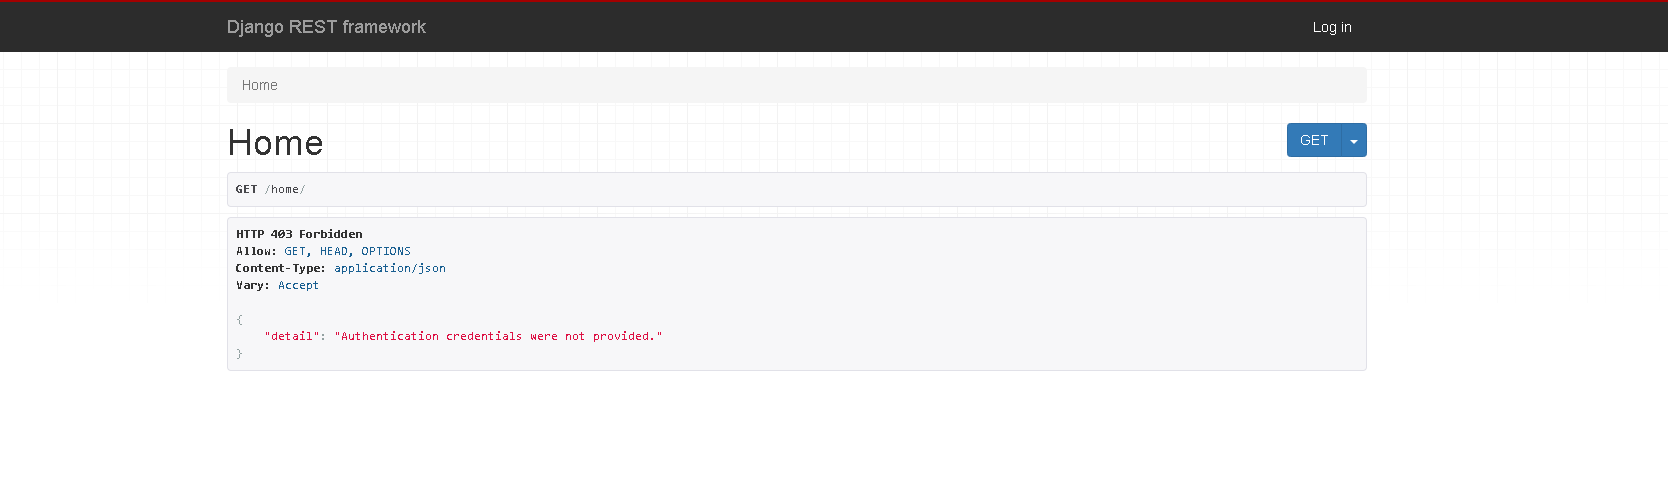 Django REST framework
Log in
Home
Home
GET
GET /home/
HTTP 403 Forbidden
Allow: GET, HEAD, OPTIONS
Content-Type: application/json
Vary: Accept
{
    "detail": "Authentication credentials were not provided."
}